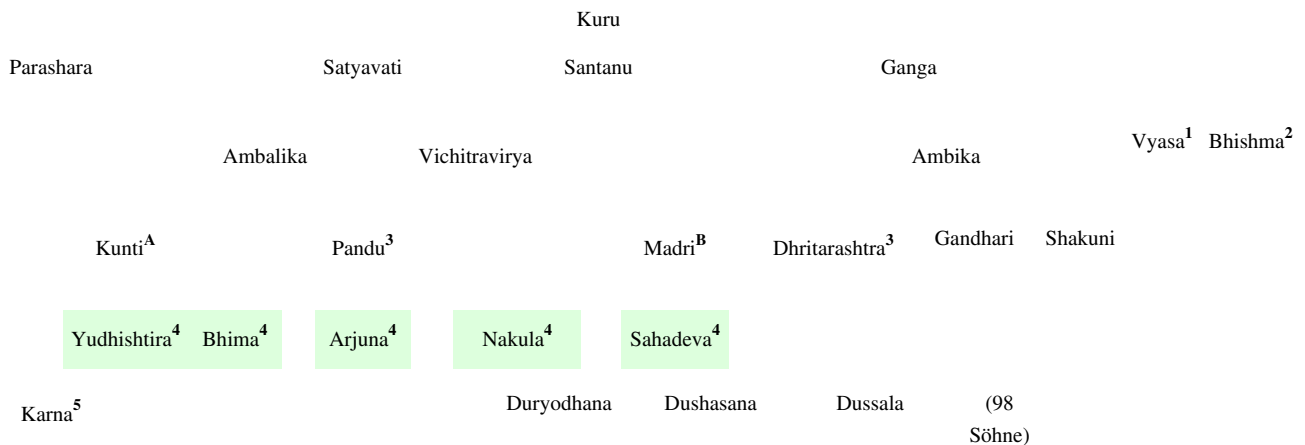 Kuru
Parashara Satyavati Santanu Ganga
Vyasa1 Bhishma2
Ambalika Vichitravirya Ambika
Kuntiᴬ Pandu3 Madriᴮ Dhritarashtra3 Gandhari Shakuni
Yudhishtira4 Bhima4 Arjuna4 Nakula4 Sahadeva4
Karna5 Duryodhana Dushasana Dussala (98
Söhne)